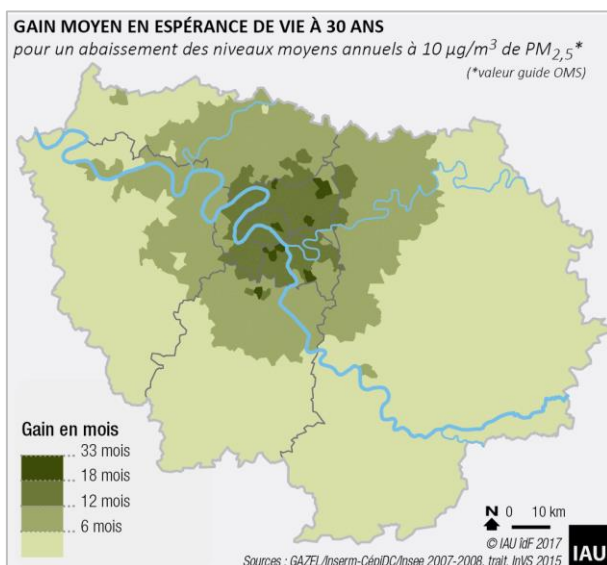 GAIN MOYEN EN ESPÉRANCE DE VIE À 30 ANS
pour un abaissement des niveaux moyens annuels à 10 µg/m³ de PM2,5*
(*valeur guide OMS)
Gain en mois
33 mois
18 mois
12 mois
6 mois
N 0 10 km
© IAU îdF 2017
IAU
Sources : GAZEL/Inserm-CépiDC/Insee 2007-2008, trait. InVS 2015